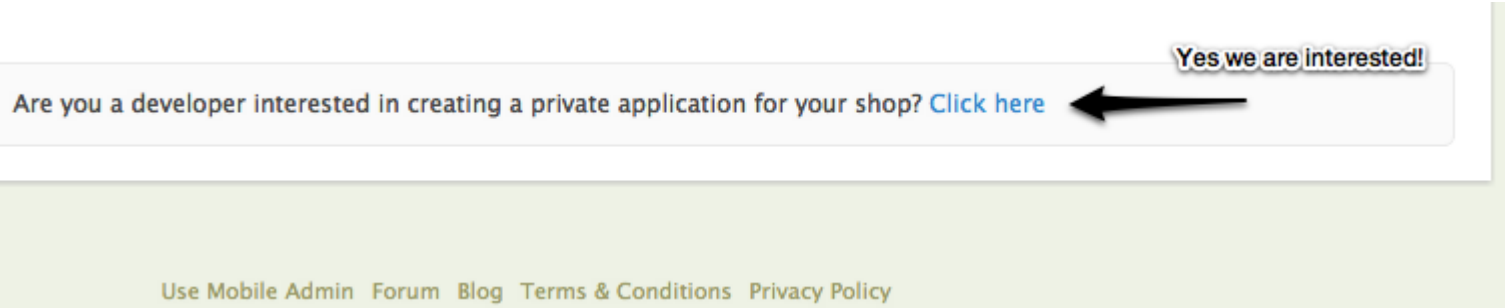 Yes we are interested!
Are you a developer interested in creating a private application for your shop? Click here
Use Mobile Admin Forum Blog Terms & Conditions Privacy Policy